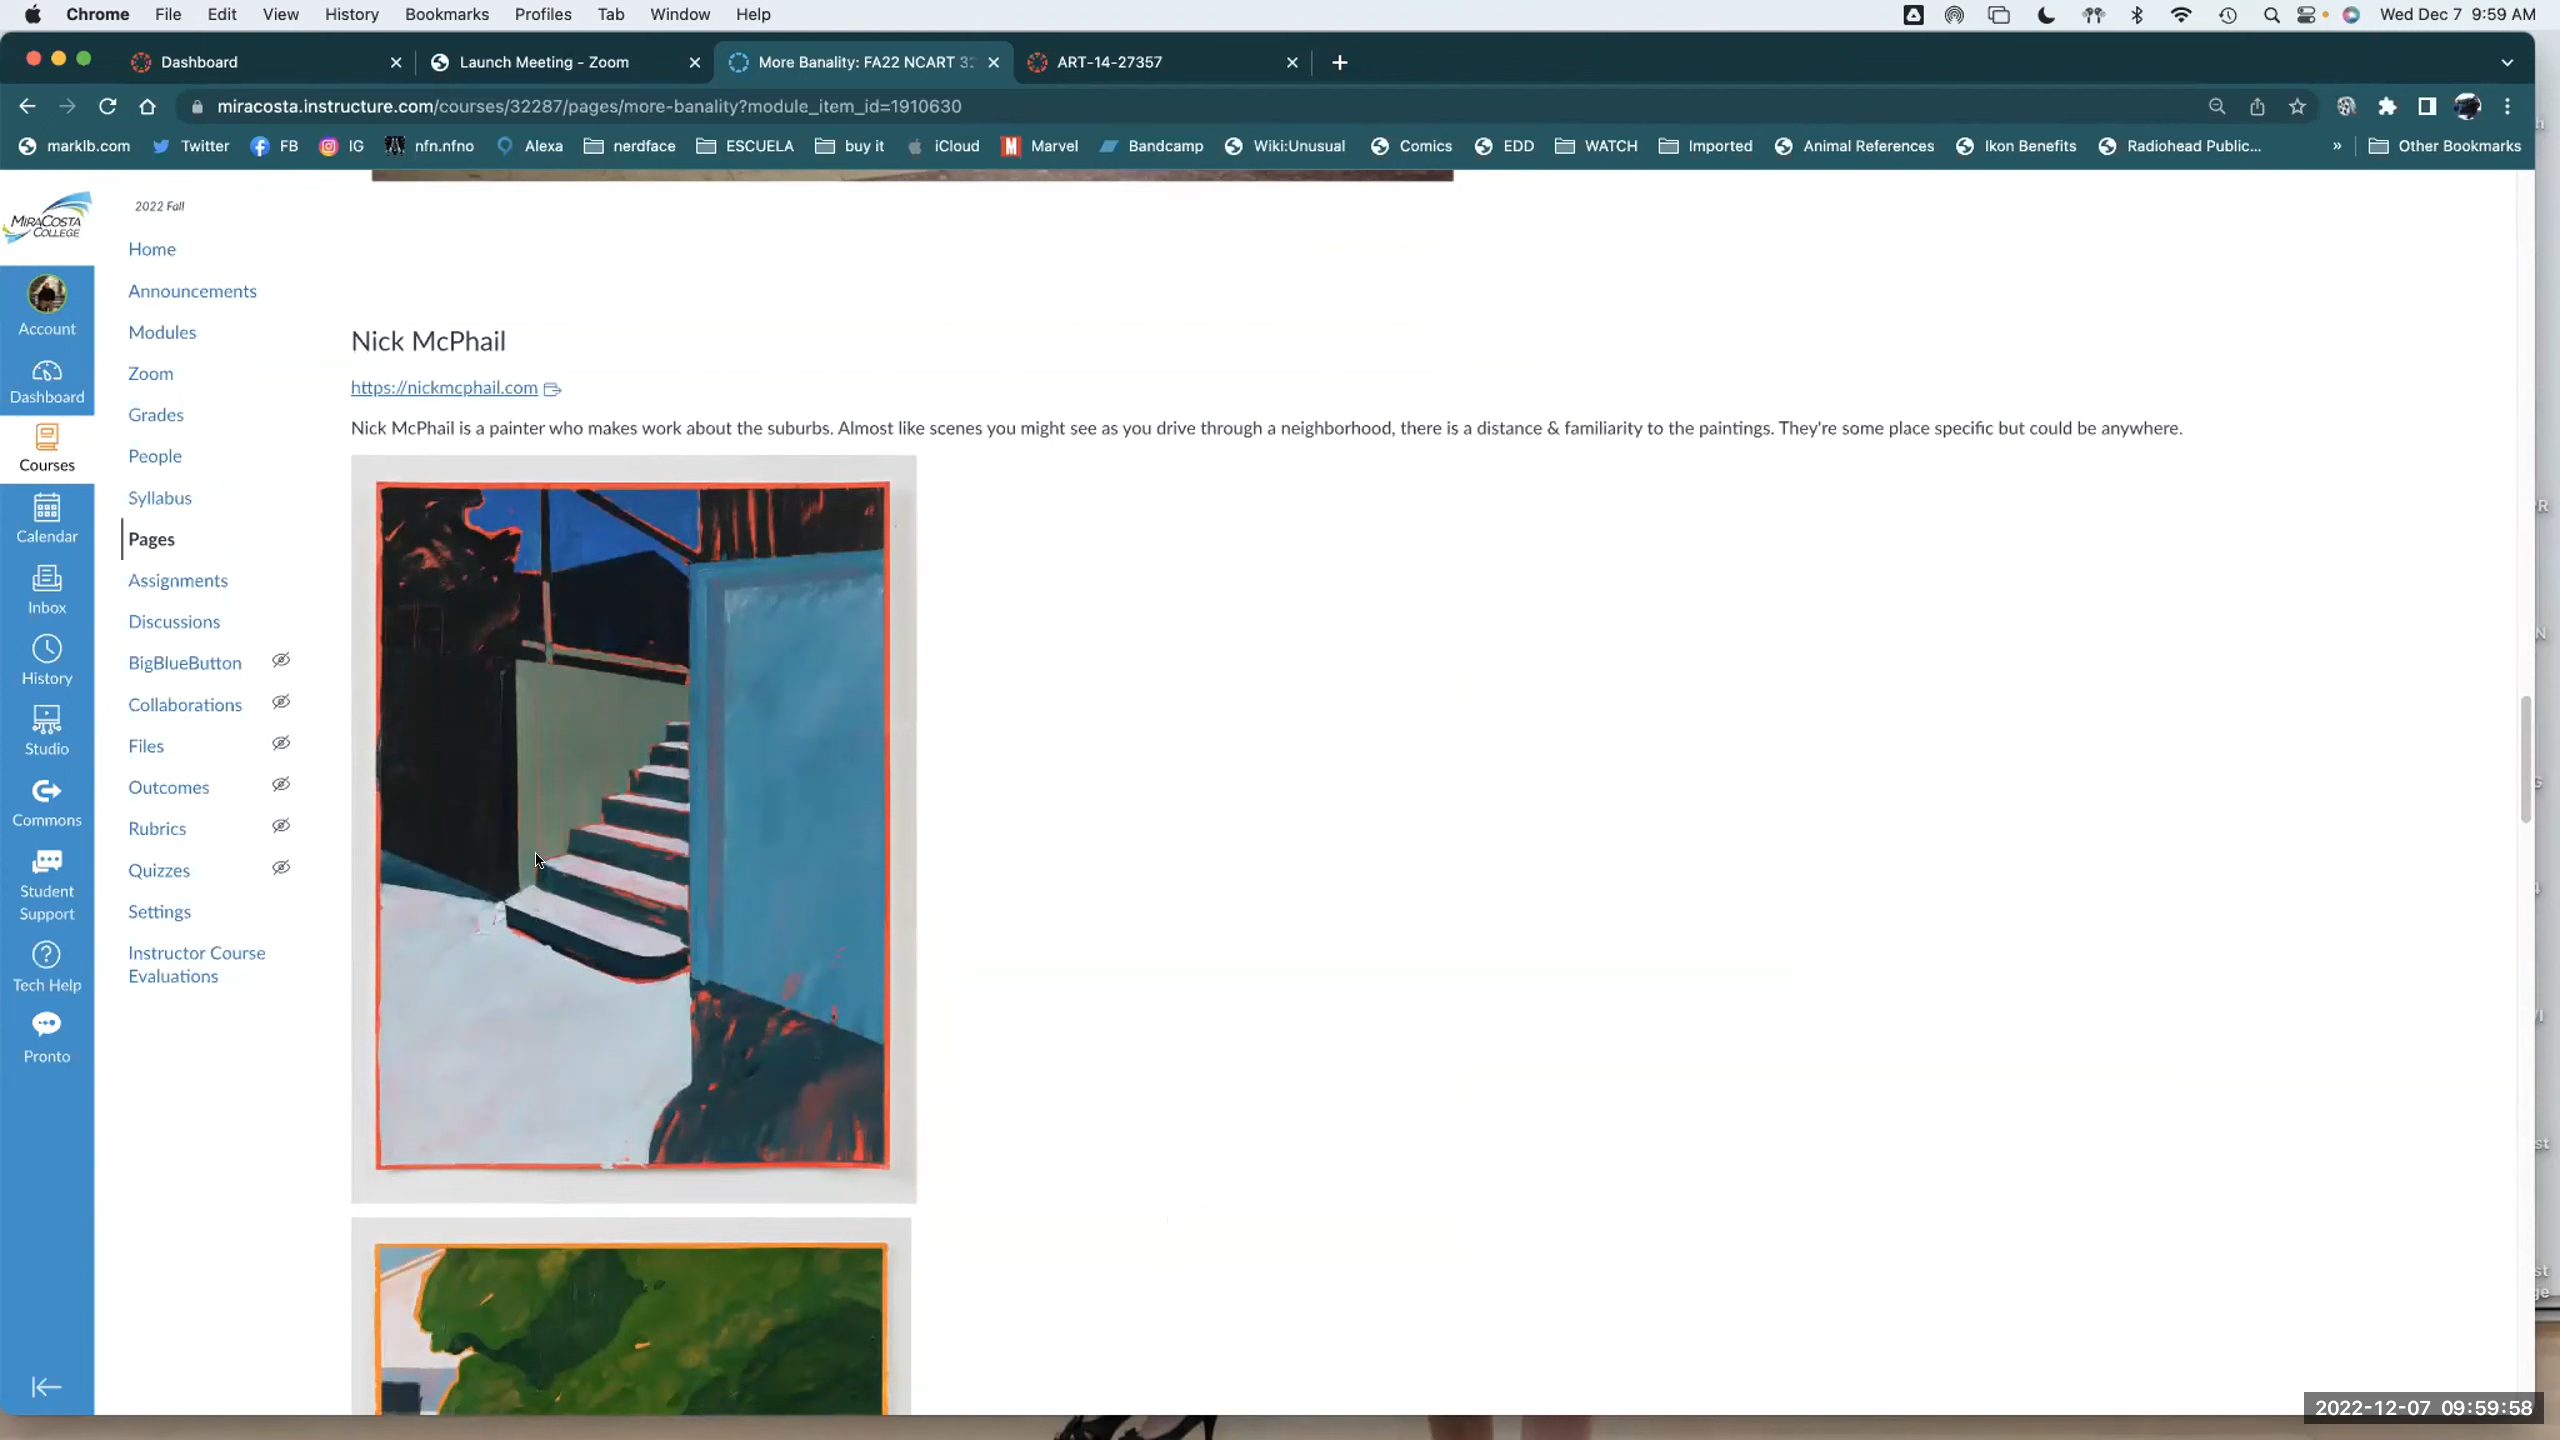 Chrome File Edit View History Bookmarks Profiles Tab Window Help
Wed Dec 7 9:59 AM
Dashboard
Launch Meeting - Zoom
More Banality: FA22 NCART 32
ART-14-27357
miracosta.instructure.com/courses/32287/pages/more-banality?module_item_id=1910630
marklb.com Twitter FB IG nfn.nfno Alexa nerdface ESCUELA buy it iCloud Marvel Bandcamp Wiki:Unusual Comics EDD WATCH Imported Animal References Ikon Benefits Radiohead Public... » Other Bookmarks
MIRACOSTA COLLEGE
Account
Dashboard
Courses
Calendar
Inbox
History
Studio
Commons
Student
Support
Tech Help
Pronto
2022 Fall
Home
Announcements
Modules
Zoom
Grades
People
Syllabus
Pages
Assignments
Discussions
BigBlueButton
Collaborations
Files
Outcomes
Rubrics
Quizzes
Settings
Instructor Course
Evaluations
Nick McPhail
https://nickmcphail.com
Nick McPhail is a painter who makes work about the suburbs. Almost like scenes you might see as you drive through a neighborhood, there is a distance & familiarity to the paintings. They're some place specific but could be anywhere.
2022-12-07 09:59:58